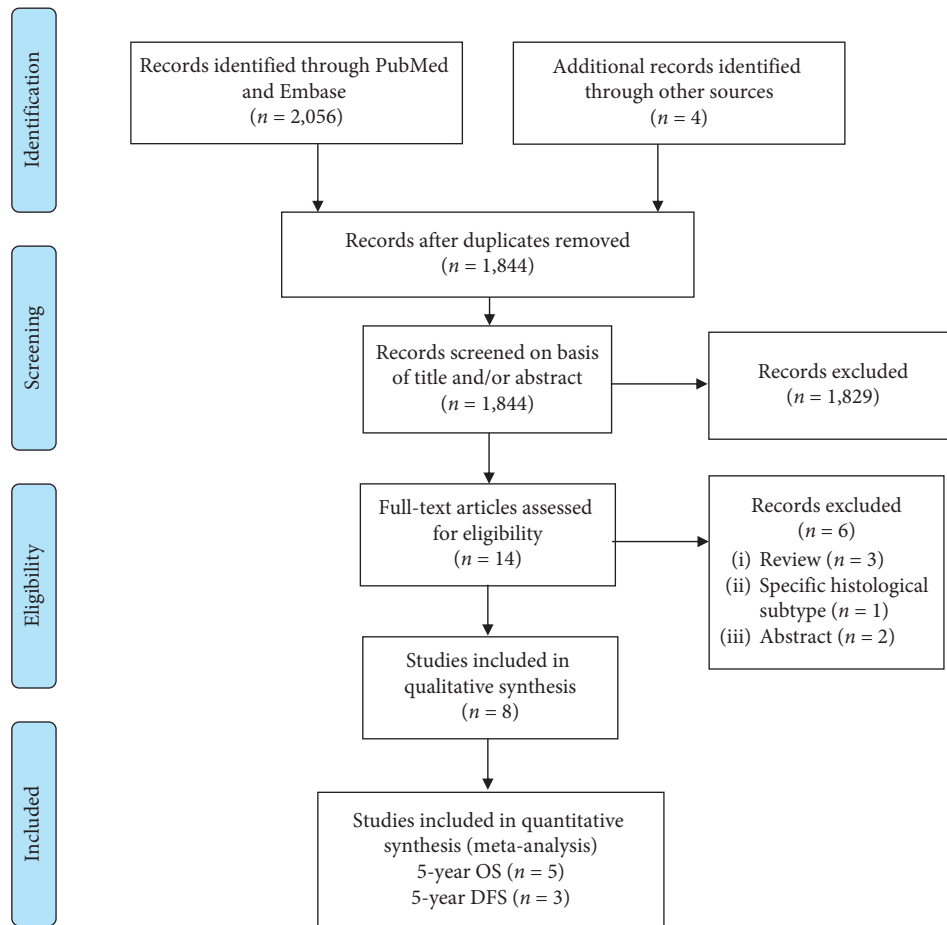 Identification
Records identified through PubMed
and Embase
(n = 2,056)
Additional records identified
through other sources
(n = 4)
Records after duplicates removed
(n = 1,844)
Screening
Records screened on basis
of title and/or abstract
(n = 1,844)
Records excluded
(n = 1,829)
Eligibility
Full-text articles assessed
for eligibility
(n = 14)
Records excluded
(n = 6)
(i) Review (n = 3)
(ii) Specific histological
subtype (n = 1)
(iii) Abstract (n = 2)
Studies included in
qualitative synthesis
(n = 8)
Included
Studies included in quantitative
synthesis (meta-analysis)
5-year OS (n = 5)
5-year DFS (n = 3)